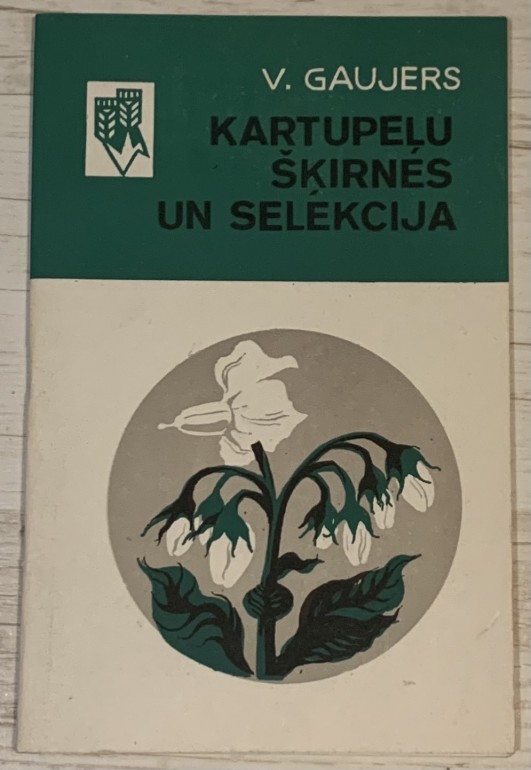 V. GAUJERS
KARTUPEĻU
ŠĶIRNES
UN SELEKCIJA